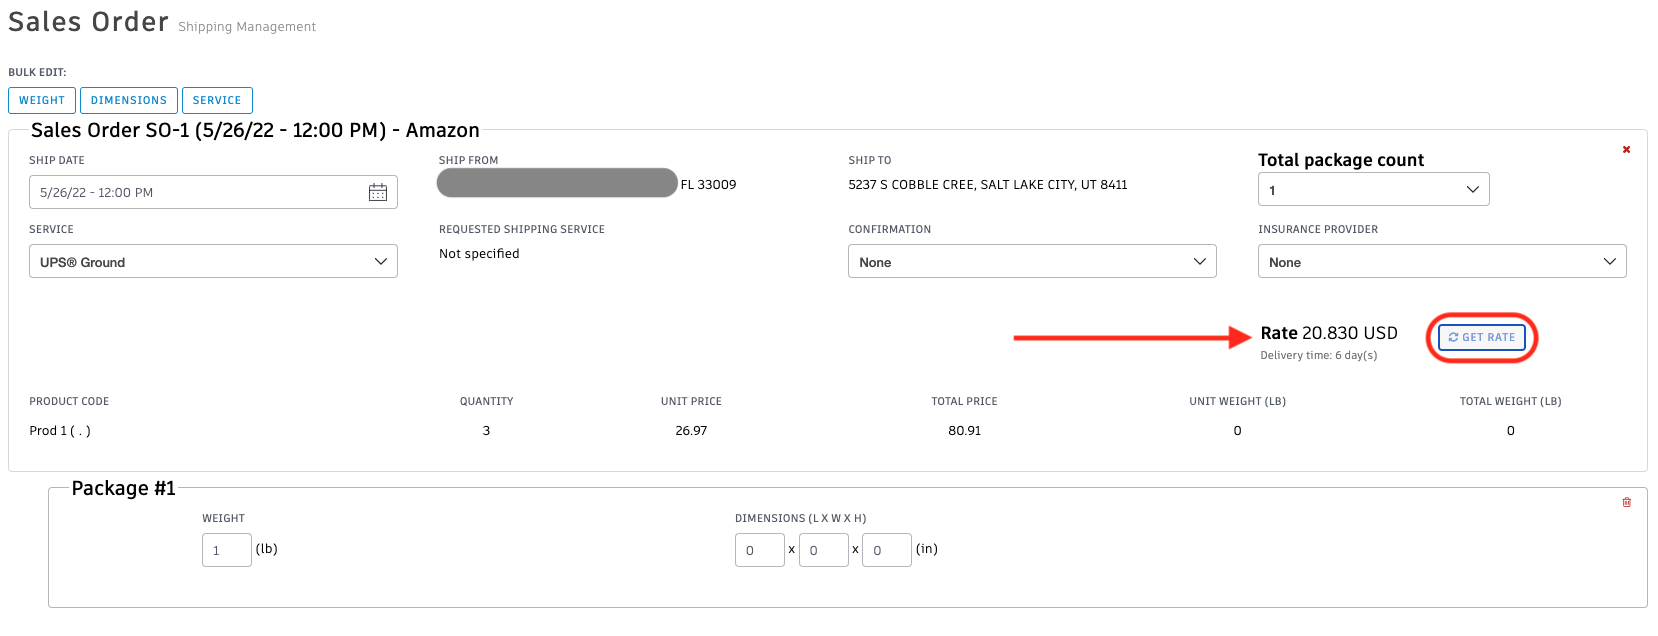 Sales Order Shipping Management
BULK EDIT:
WEIGHT DIMENSIONS SERVICE
Sales Order SO-1 (5/26/22 - 12:00 PM) - Amazon
SHIP DATE SHIP FROM SHIP TO Total package count
5/26/22 - 12:00 PM FL 33009 5237 S COBBLE CREE, SALT LAKE CITY, UT 8411 1
SERVICE REQUESTED SHIPPING SERVICE CONFIRMATION INSURANCE PROVIDER
UPS® Ground Not specified None None
Rate 20.830 USD GET RATE
Delivery time: 6 day(s)
PRODUCT CODE QUANTITY UNIT PRICE TOTAL PRICE UNIT WEIGHT (LB) TOTAL WEIGHT (LB)
Prod 1 ( . ) 3 26.97 80.91 0 0
Package #1
WEIGHT DIMENSIONS (L X W X H)
1 (lb) 0 x 0 x 0 (in)